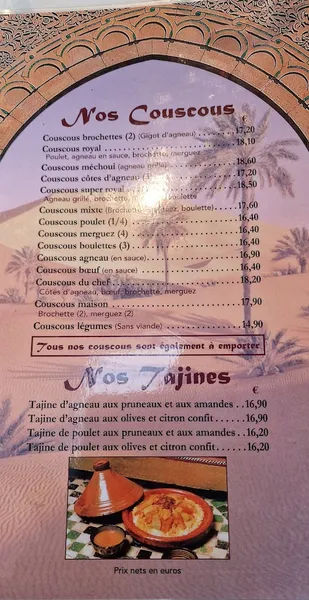 Nos Couscous
€
Couscous brochettes (2) (Gigot d'agneau) ........ 17,20
Couscous royal ........ 18,10
Poulet, agneau en sauce, brochette, merguez
Couscous méchoui (agneau grillé) ........ 18,60
Couscous côtes d'agneau (3) ........ 17,20
Couscous super royal ........ 18,50
Agneau grillé, brochette, boulette
Couscous mixte (Brochette, boulette) ........ 17,60
Couscous poulet (1/4) ........ 16,40
Couscous merguez (4) ........ 16,40
Couscous boulettes (3) ........ 16,40
Couscous agneau (en sauce) ........ 16,90
Couscous bœuf (en sauce) ........ 16,40
Couscous du chef ........ 18,20
Côtes d'agneau, bœuf, brochette, merguez
Couscous maison ........ 17,90
Brochette (2), merguez (2)
Couscous légumes (Sans viande) ........ 14,90
Tous nos couscous sont également à emporter
Nos Tajines
€
Tajine d'agneau aux pruneaux et aux amandes ..16,90
Tajine d'agneau aux olives et citron confit ......16,90
Tajine de poulet aux pruneaux et aux amandes ..16,20
Tajine de poulet aux olives et citron confit ......16,20
Prix nets en euros